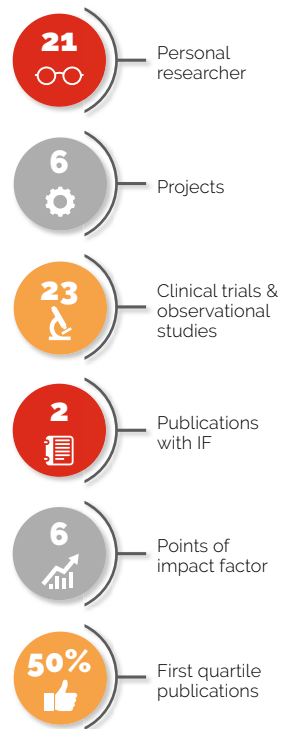 21
Personal
researcher
6
Projects
23
Clinical trials &
observational
studies
2
Publications
with IF
6
Points of
impact factor
50%
First quartile
publications